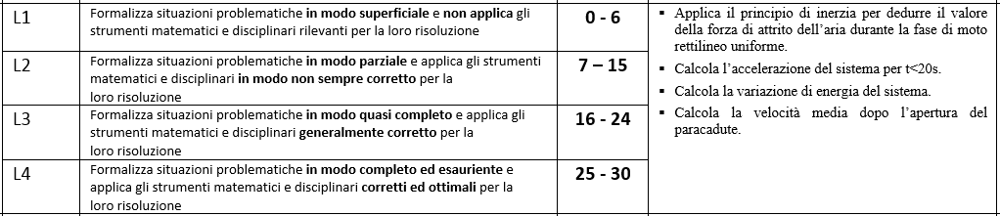 L1
Formalizza situazioni problematiche in modo superficiale e non applica gli
strumenti matematici e disciplinari rilevanti per la loro risoluzione
0 - 6
L2
Formalizza situazioni problematiche in modo parziale e applica gli strumenti
matematici e disciplinari in modo non sempre corretto per la
loro risoluzione
7 – 15
L3
Formalizza situazioni problematiche in modo quasi completo e applica gli
strumenti matematici e disciplinari generalmente corretto per la
loro risoluzione
16 - 24
L4
Formalizza situazioni problematiche in modo completo ed esauriente e
applica gli strumenti matematici e disciplinari corretti ed ottimali per la
loro risoluzione
25 - 30
▪ Applica il principio di inerzia per dedurre il valore
della forza di attrito dell’aria durante la fase di moto
rettilineo uniforme.
▪ Calcola l’accelerazione del sistema per t<20s.
▪ Calcola la variazione di energia del sistema.
▪ Calcola la velocità media dopo l’apertura del
paracadute.